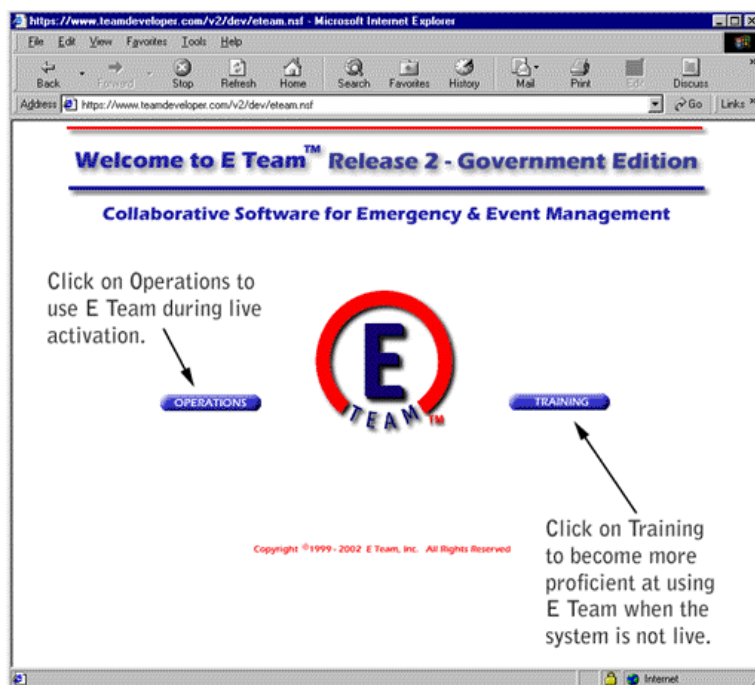 https://www.teamdeveloper.com/v2/dev/eteam.nsf - Microsoft Internet Explorer
File Edit View Favorites Tools Help
Back Forward Stop Refresh Home Search Favorites History Mail Print Edit Discuss
Address https://www.teamdeveloper.com/v2/dev/eteam.nsf Go Links »
Welcome to E Team™ Release 2 - Government Edition
Collaborative Software for Emergency & Event Management
Click on Operations to
use E Team during live
activation.
OPERATIONS
E
TEAM™
TRAINING
Click on Training
to become more
proficient at using
E Team when the
system is not live.
Copyright ©1999-2002 E Team, Inc. All Rights Reserved
Internet